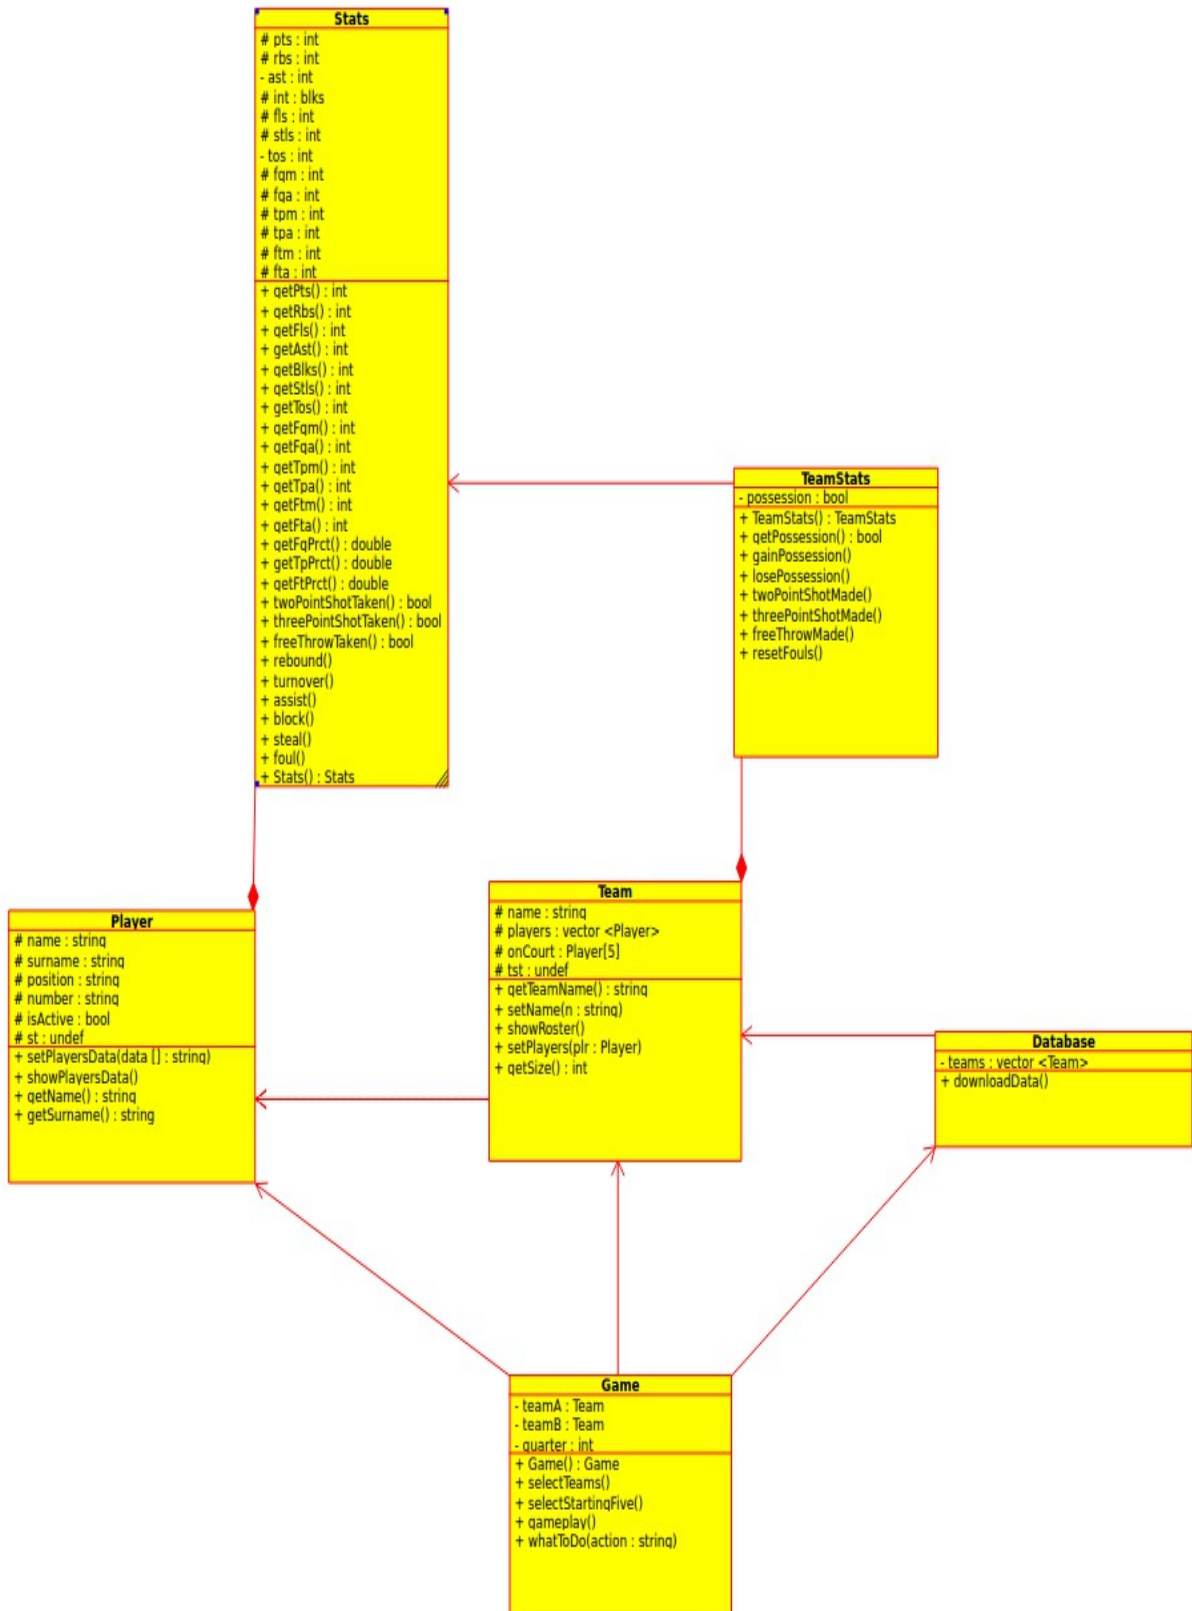 Stats
# pts : int
# rbs : int
- ast : int
# int : blks
# fls : int
# stls : int
- tos : int
# fgm : int
# fga : int
# tpm : int
# tpa : int
# ftm : int
# fta : int
+ getPts() : int
+ getRbs() : int
+ getFls() : int
+ getAst() : int
+ getBlks() : int
+ getStls() : int
+ getTos() : int
+ getFgm() : int
+ getFga() : int
+ getTpm() : int
+ getTpa() : int
+ getFtm() : int
+ getFta() : int
+ getFgPrct() : double
+ getTpPrct() : double
+ getFtPrct() : double
+ twoPointShotTaken() : bool
+ threePointShotTaken() : bool
+ freeThrowTaken() : bool
+ rebound()
+ turnover()
+ assist()
+ block()
+ steal()
+ foul()
+ Stats() : Stats
TeamStats
- possession : bool
+ TeamStats() : TeamStats
+ getPossession() : bool
+ gainPossession()
+ losePossession()
+ twoPointShotMade()
+ threePointShotMade()
+ freeThrowMade()
+ resetFouls()
Player
# name : string
# surname : string
# position : string
# number : string
# isActive : bool
# st : undef
+ setPlayersData(data [] : string)
+ showPlayersData()
+ getName() : string
+ getSurname() : string
Team
# name : string
# players : vector <Player>
# onCourt : Player[5]
# tst : undef
+ getTeamName() : string
+ setName(n : string)
+ showRoster()
+ setPlayers(plr : Player)
+ getSize() : int
Database
- teams : vector <Team>
+ downloadData()
Game
- teamA : Team
- teamB : Team
- quarter : int
+ Game() : Game
+ selectTeams()
+ selectStartingFive()
+ gameplay()
+ whatToDo(action : string)